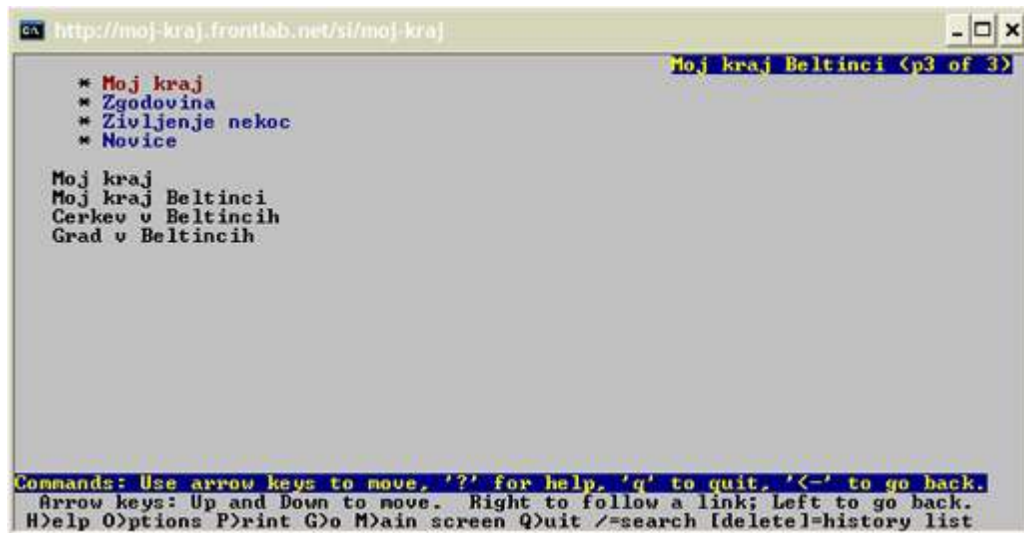 http://moj-kraj.frontlab.net/si/moj-kraj
Moj kraj Beltinci (p3 of 3)
* Moj kraj
* Zgodovina
* Zivljenje nekoc
* Novice
Moj kraj
Moj kraj Beltinci
Cerkev v Beltincih
Grad v Beltincih
Commands: Use arrow keys to move, '?' for help, 'q' to quit, '<-' to go back.
Arrow keys: Up and Down to move. Right to follow a link; Left to go back.
H)elp O)ptions P)rint G)o M)ain screen Q)uit /=search [delete]=history list